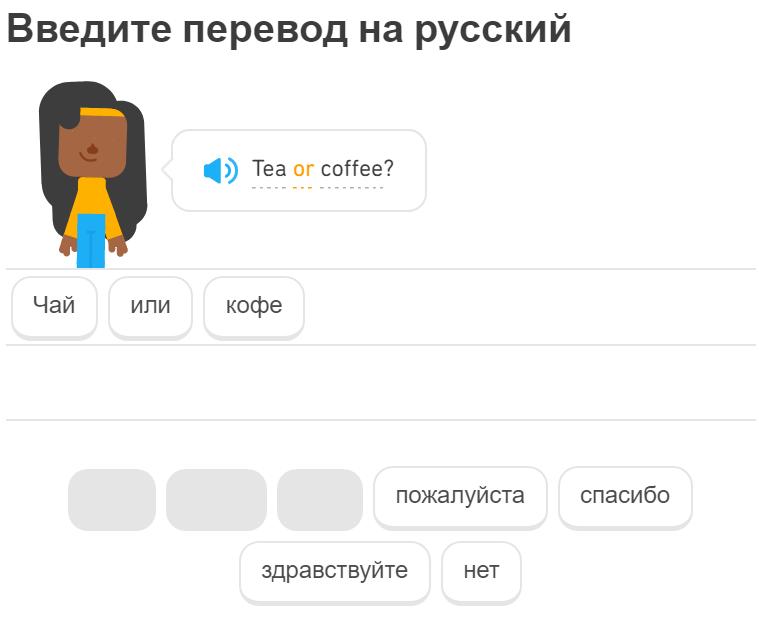 Введите перевод на русский
Tea or coffee?
Чай или кофе
пожалуйста спасибо
здравствуйте нет